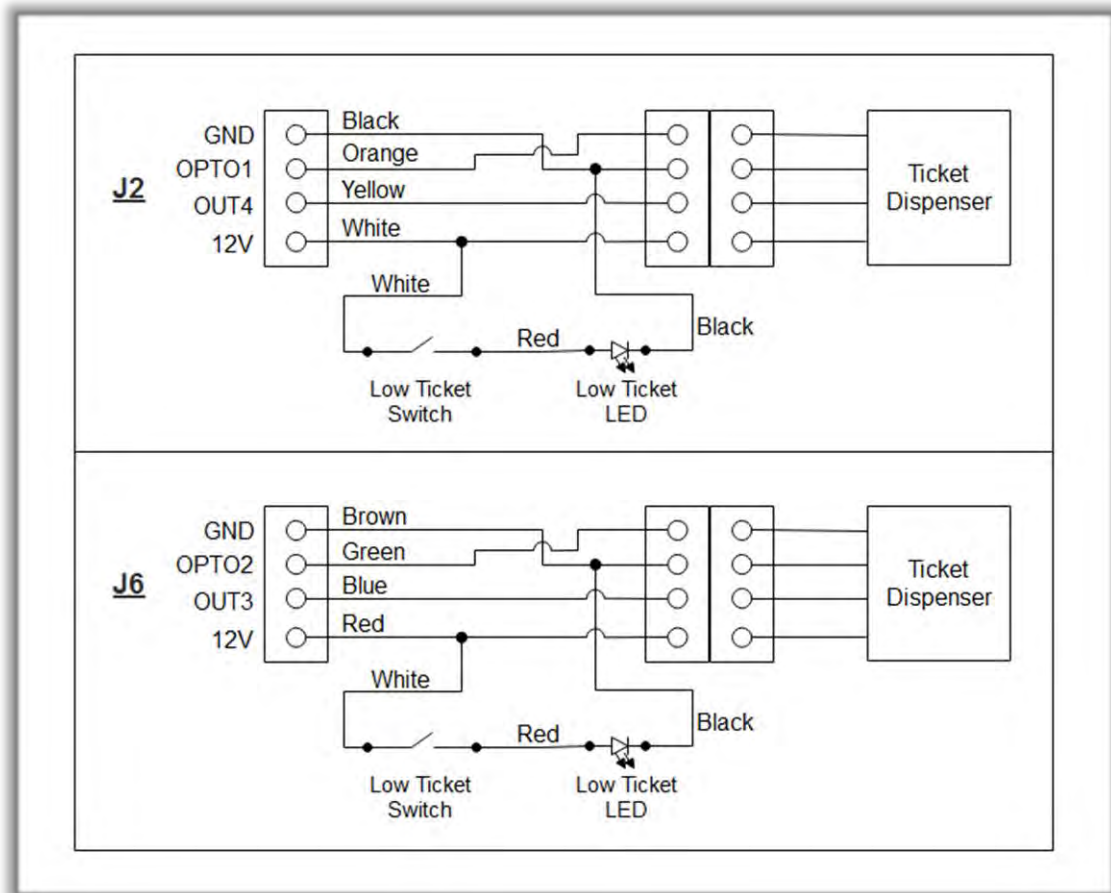 J2
GND
OPTO1
OUT4
12V
Black
Orange
Yellow
White
White
Red
Black
Low Ticket
Switch
Low Ticket
LED
Ticket
Dispenser
J6
GND
OPTO2
OUT3
12V
Brown
Green
Blue
Red
White
Red
Black
Low Ticket
Switch
Low Ticket
LED
Ticket
Dispenser